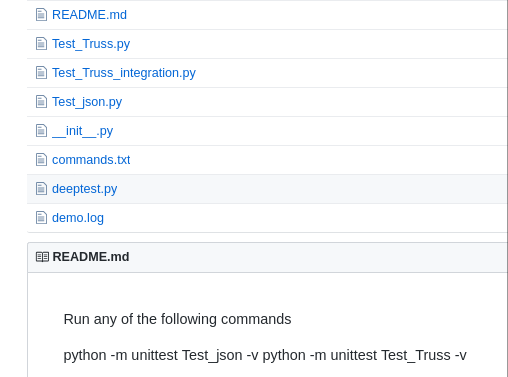 README.md
Test_Truss.py
Test_Truss_integration.py
Test_json.py
__init__.py
commands.txt
deeptest.py
demo.log
README.md
Run any of the following commands
python -m unittest Test_json -v python -m unittest Test_Truss -v